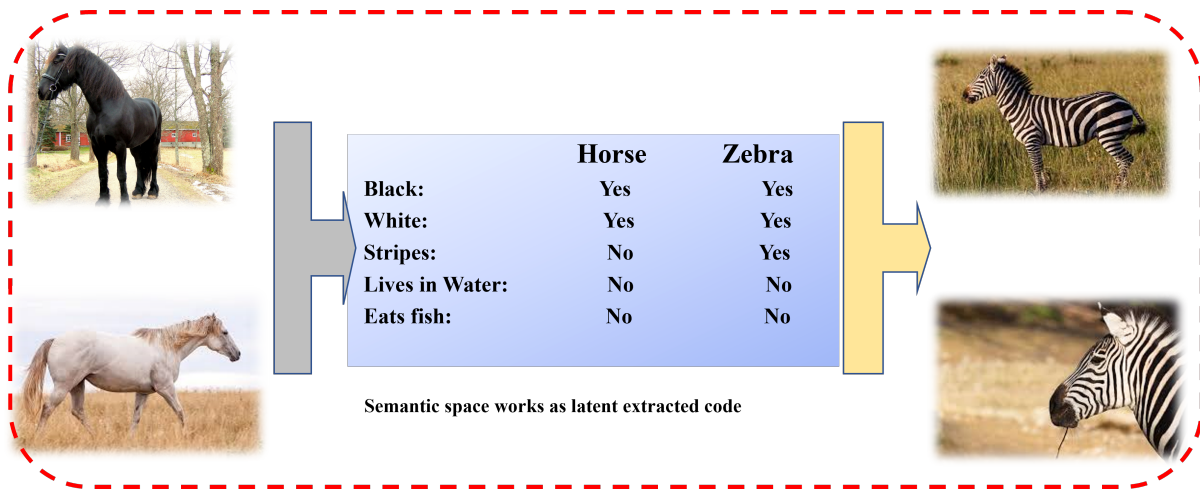 Horse Zebra
Black: Yes Yes
White: Yes Yes
Stripes: No Yes
Lives in Water: No No
Eats fish: No No
Semantic space works as latent extracted code